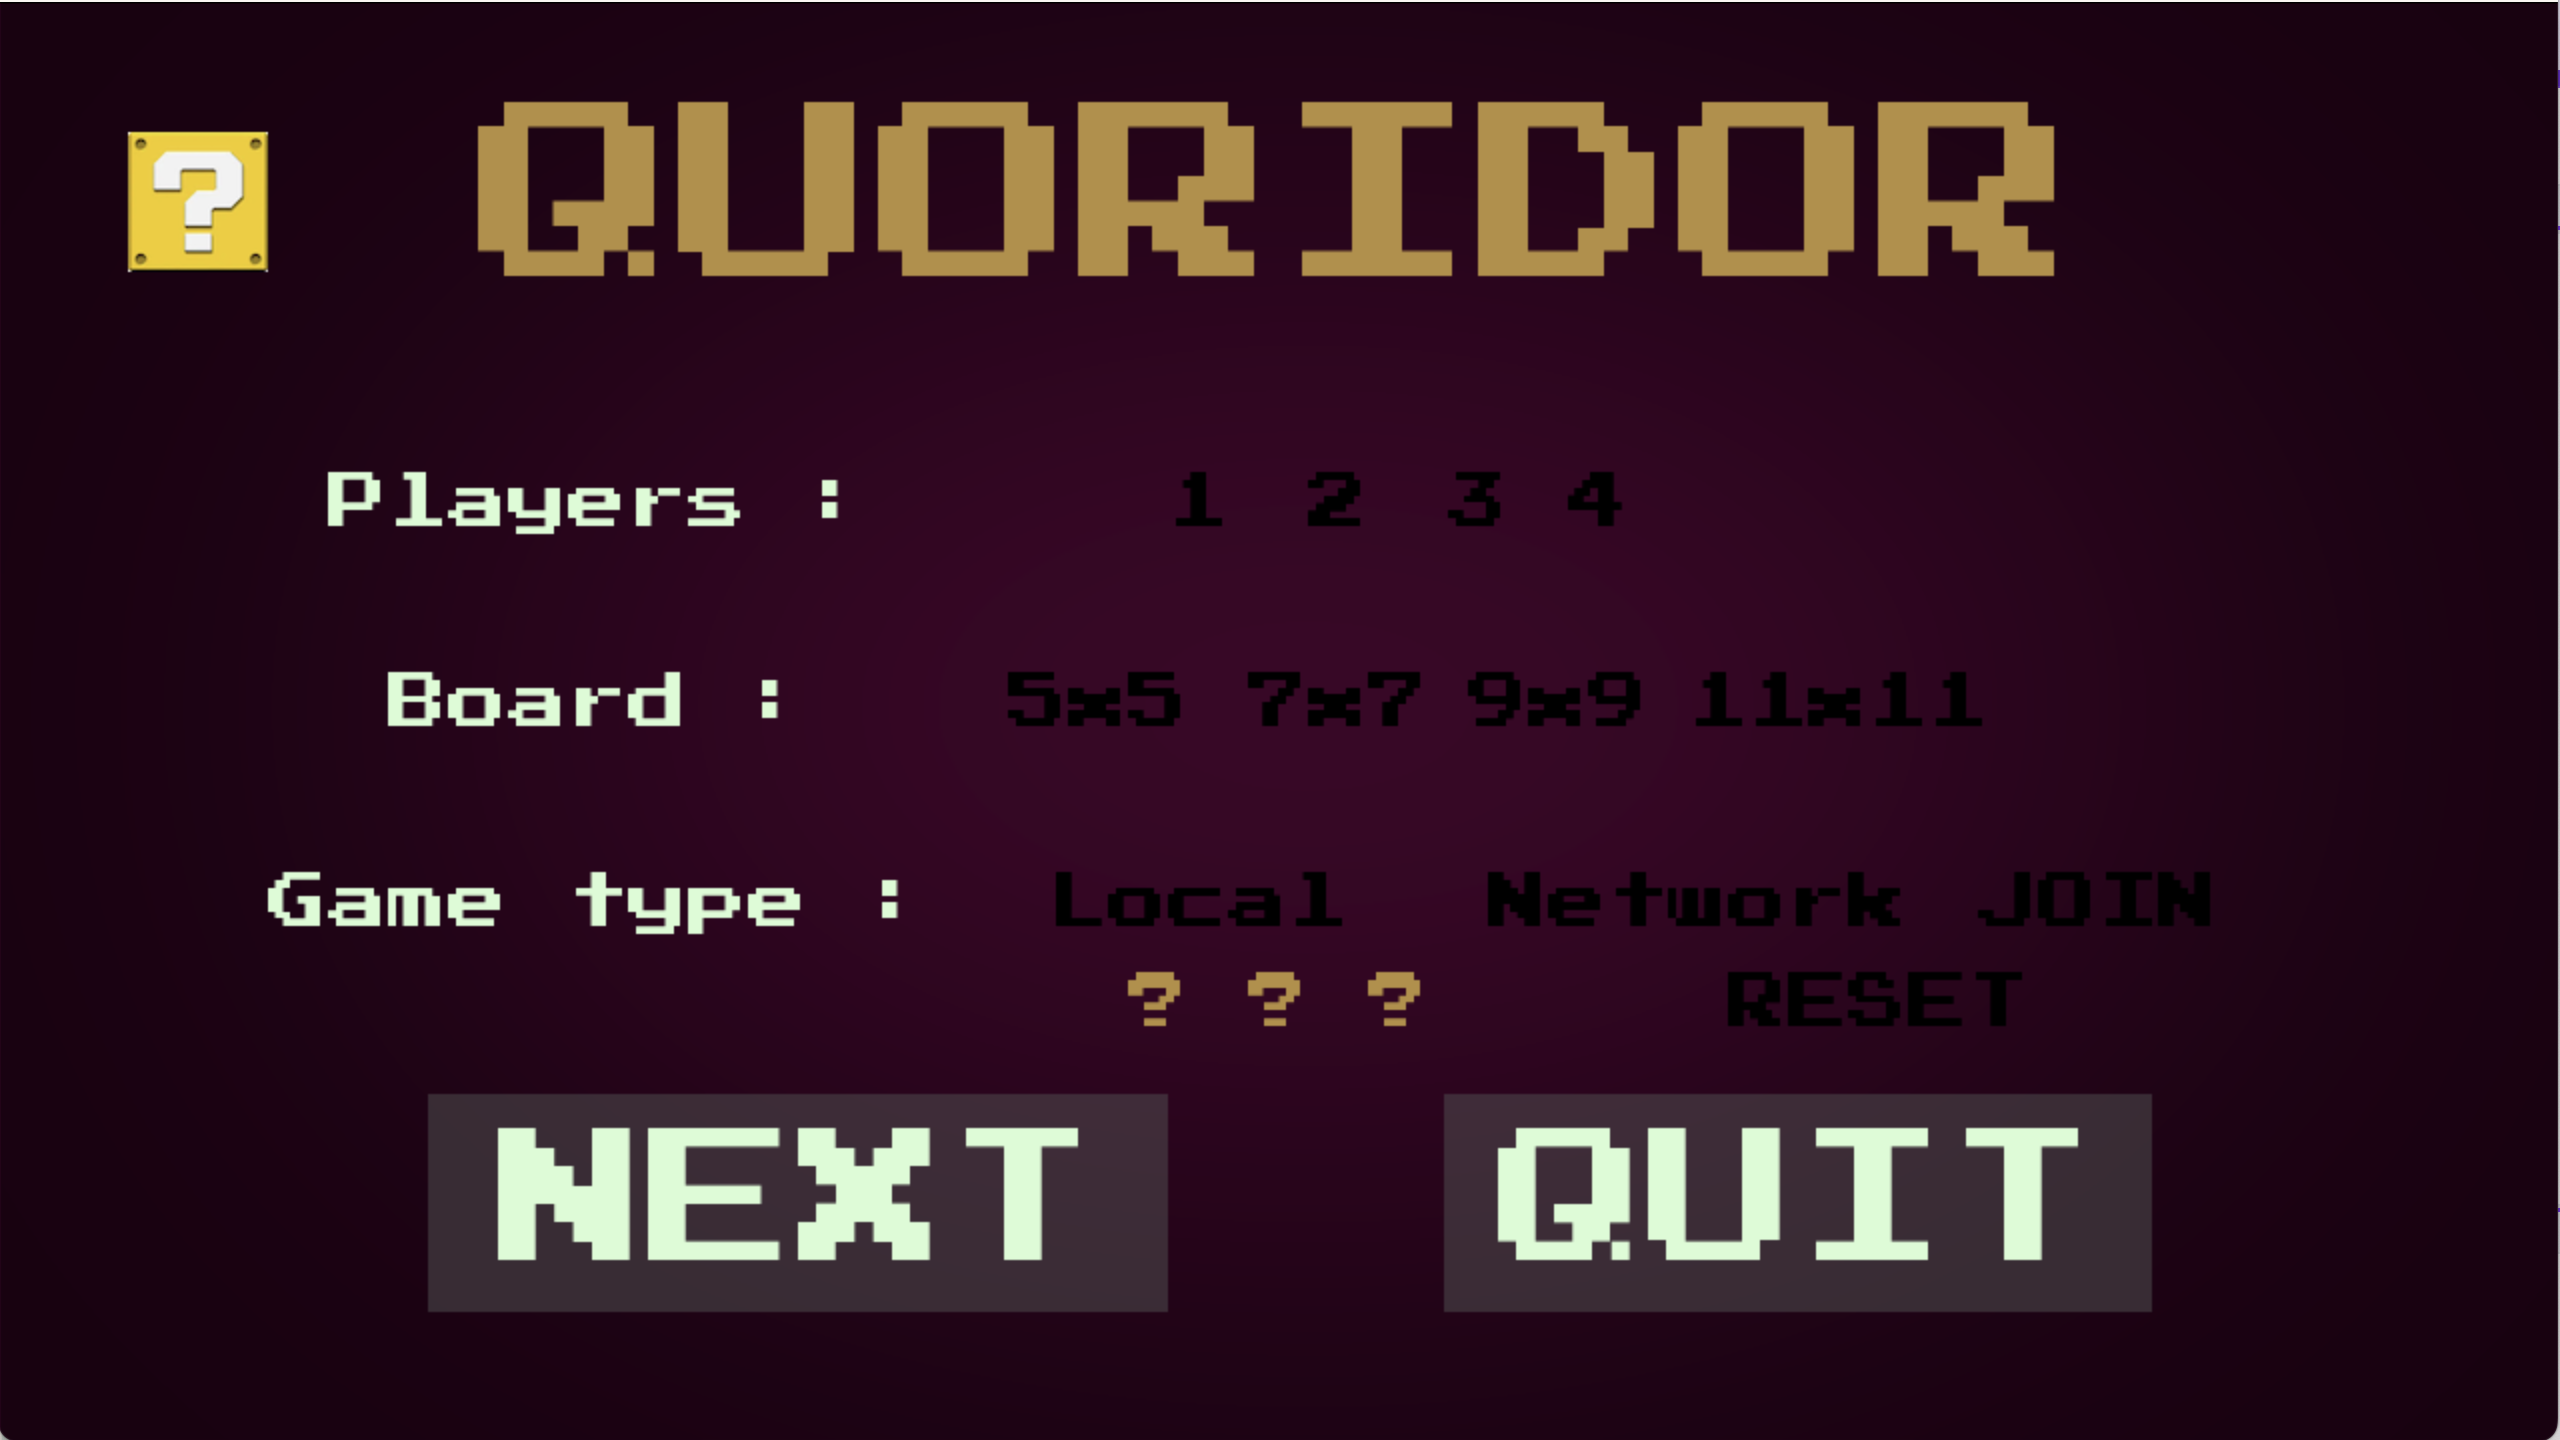 ?
QUORIDOR
Players : 1 2 3 4
Board : 5x5 7x7 9x9 11x11
Game type : Local Network JOIN
? ? ? RESET
NEXT QUIT